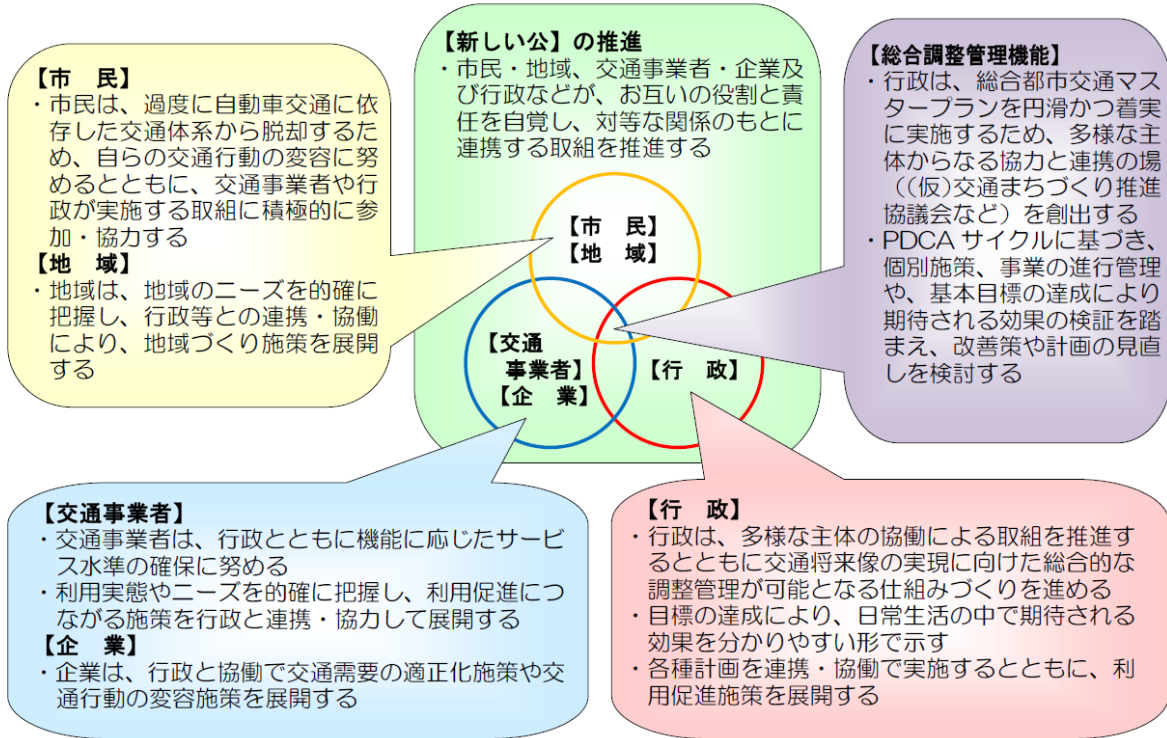 【市　民】
・市民は、過度に自動車交通に依
存した交通体系から脱却するた
め、自らの交通行動の変容に努
めるとともに、交通事業者や行
政が実施する取組に積極的に参
加・協力する
【地　域】
・地域は、地域のニーズを的確に
把握し、行政等との連携・協働
により、地域づくり施策を展開
する
【新しい公】の推進
・市民・地域、交通事業者・企業及
び行政などが、お互いの役割と責
任を自覚し、対等な関係のもとに
連携する取組を推進する
【市　民】
【地　域】
【交通
事業者】
【企　業】
【行　政】
【総合調整管理機能】
・行政は、総合都市交通マス
タープランを円滑かつ着実
に実施するため、多様な主
体からなる協力と連携の場
（(仮)交通まちづくり推進
協議会など）を創出する
・PDCA サイクルに基づき、
個別施策、事業の進行管理
や、基本目標の達成により
期待される効果の検証を踏
まえ、改善策や計画の見直
しを検討する
【交通事業者】
・交通事業者は、行政とともに機能に応じたサービ
ス水準の確保に努める
・利用実態やニーズを的確に把握し、利用促進につ
ながる施策を行政と連携・協力して展開する
【企　業】
・企業は、行政と協働で交通需要の適正化施策や交
通行動の変容施策を展開する
【行　政】
・行政は、多様な主体の協働による取組を推進す
るとともに交通将来像の実現に向けた総合的な
調整管理が可能となる仕組みづくりを進める
・目標の達成により、日常生活の中で期待される
効果を分かりやすい形で示す
・各種計画を連携・協働で実施するとともに、利
用促進施策を展開する